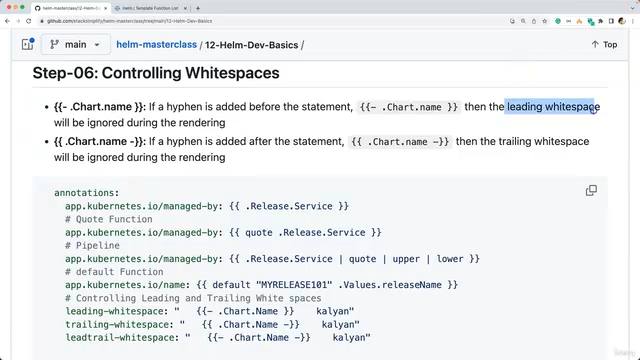 helm-masterclass/12-Helm-Dev-B
iHelm | Template Function List
github.com/stacksimplify/helm-masterclass/tree/main/12-Helm-Dev-Basics
main
helm-masterclass / 12-Helm-Dev-Basics /
Top
Step-06: Controlling Whitespaces
• {{- .Chart.name }}: If a hyphen is added before the statement, {{- .Chart.name }} then the leading whitespace
will be ignored during the rendering
• {{ .Chart.name -}}: If a hyphen is added after the statement, {{ .Chart.name -}} then the trailing whitespace
will be ignored during the rendering
annotations:
app.kubernetes.io/managed-by: {{ .Release.Service }}
# Quote Function
app.kubernetes.io/managed-by: {{ quote .Release.Service }}
# Pipeline
app.kubernetes.io/managed-by: {{ .Release.Service | quote | upper | lower }}
# default Function
app.kubernetes.io/name: {{ default "MYRELEASE101" .Values.releaseName }}
# Controlling Leading and Trailing White spaces
leading-whitespace: "   {{- .Chart.Name }}    kalyan"
trailing-whitespace: "   {{ .Chart.Name -}}    kalyan"
leadtrail-whitespace: "   {{- .Chart.Name -}}    kalyan"